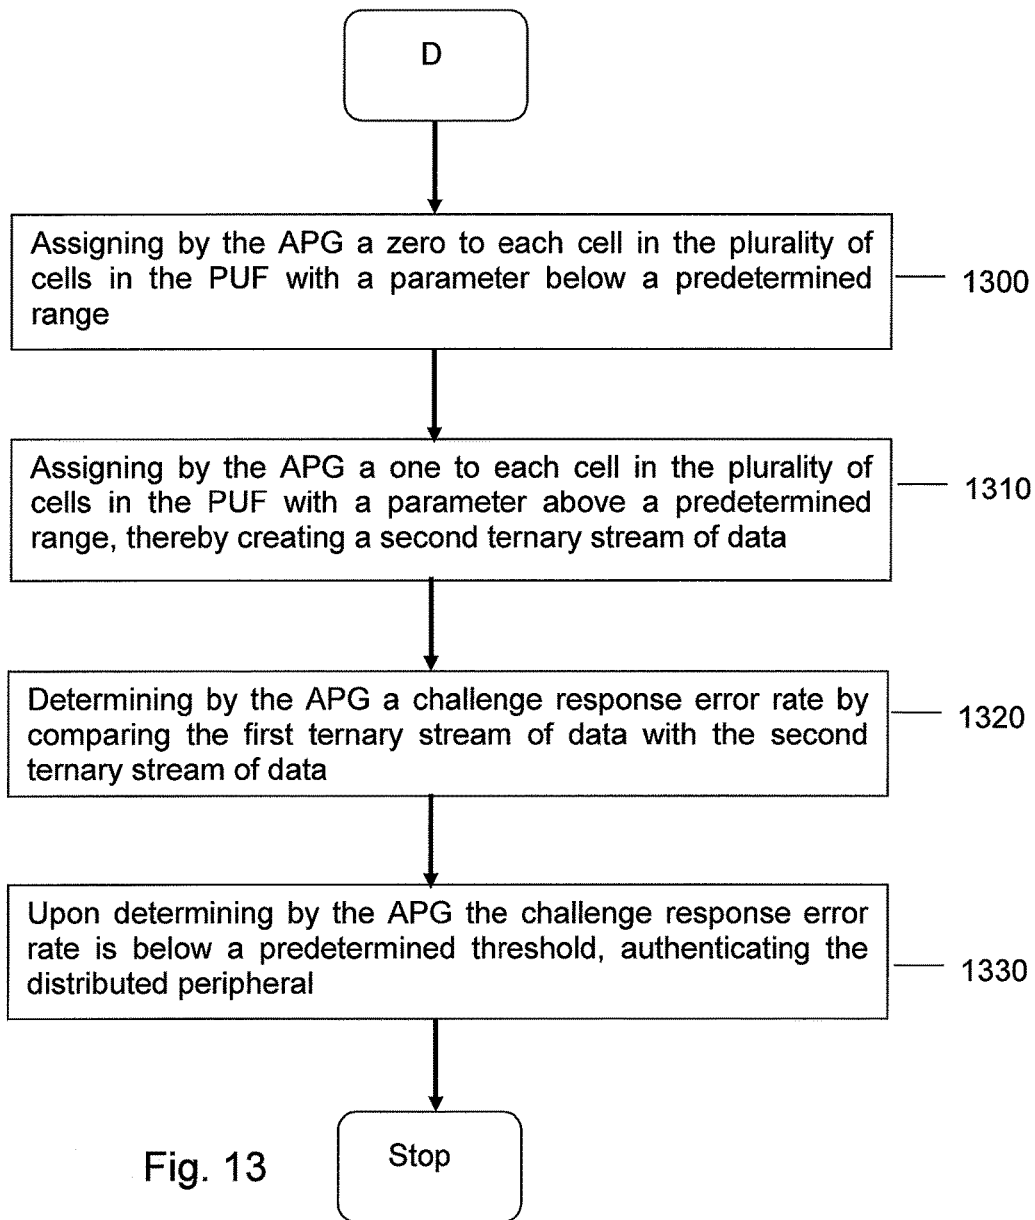 D
Assigning by the APG a zero to each cell in the plurality of
cells in the PUF with a parameter below a predetermined
range
1300
Assigning by the APG a one to each cell in the plurality of
cells in the PUF with a parameter above a predetermined
range, thereby creating a second ternary stream of data
1310
Determining by the APG a challenge response error rate by
comparing the first ternary stream of data with the second
ternary stream of data
1320
Upon determining by the APG the challenge response error
rate is below a predetermined threshold, authenticating the
distributed peripheral
1330
Stop
Fig. 13